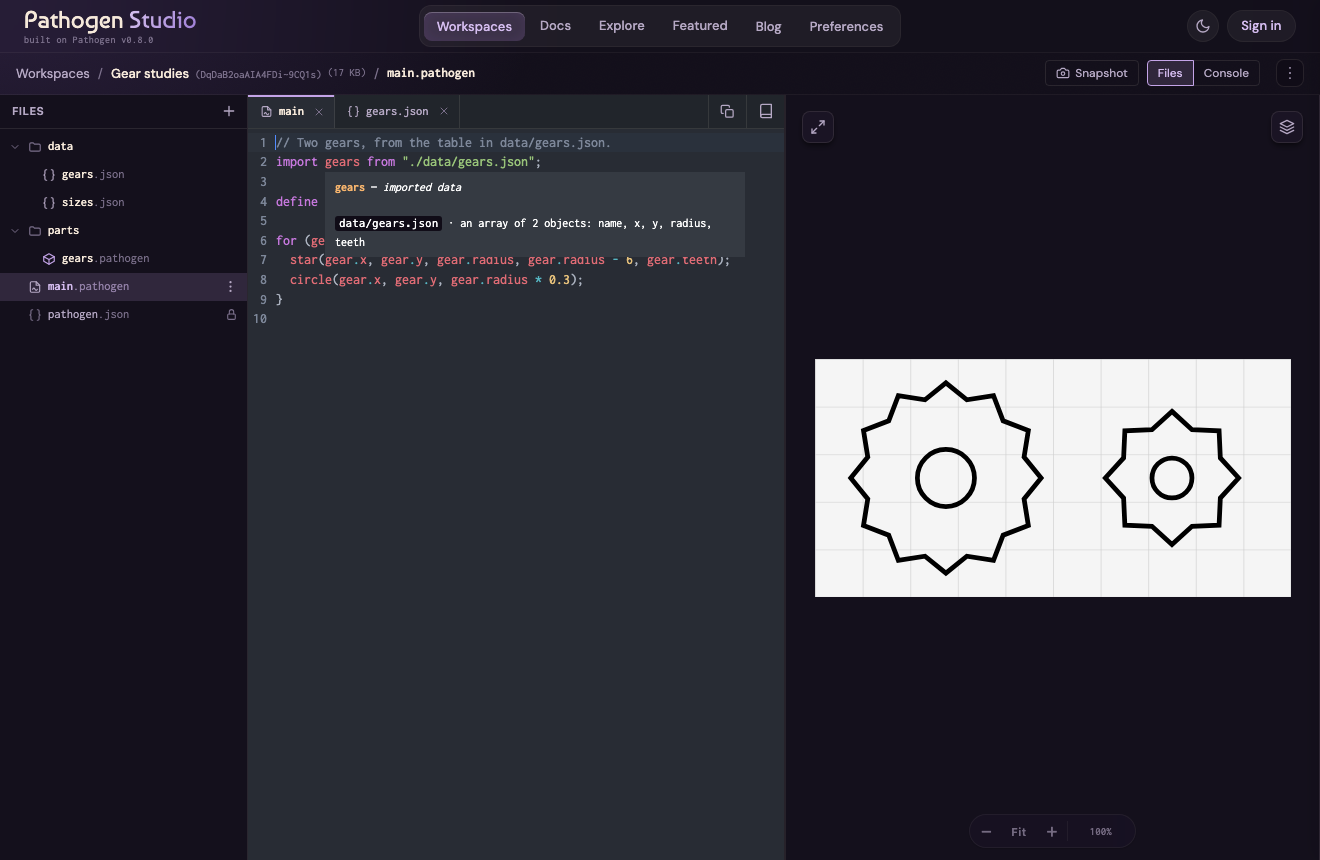 Pathogen Studio
built on Pathogen v0.8.0
Workspaces Docs Explore Featured Blog Preferences
Sign in
Workspaces / Gear studies (DqDaB2oaAIA4FDi-9CQ1s) (17 KB) / main.pathogen
Snapshot Files Console
FILES
data
{} gears.json
{} sizes.json
parts
gears.pathogen
main.pathogen
{} pathogen.json
main
{} gears.json
1 // Two gears, from the table in data/gears.json.
2 import gears from "./data/gears.json";
3
4 define
5
6 for (ge
7 star(gear.x, gear.y, gear.radius, gear.radius - 6, gear.teeth);
8 circle(gear.x, gear.y, gear.radius * 0.3);
9 }
10
gears — imported data
data/gears.json · an array of 2 objects: name, x, y, radius,
teeth
Fit
100%